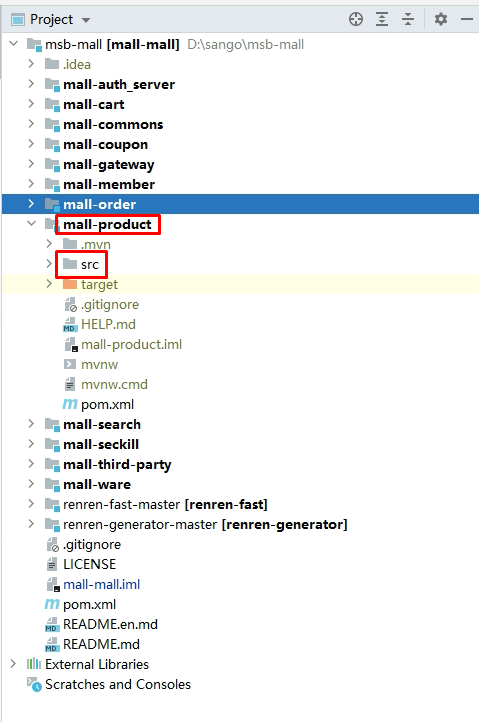 Project
msb-mall [mall-mall] D:\sango\msb-mall
.idea
mall-auth_server
mall-cart
mall-commons
mall-coupon
mall-gateway
mall-member
mall-order
mall-product
.mvn
src
target
.gitignore
HELP.md
mall-product.iml
mvnw
mvnw.cmd
pom.xml
mall-search
mall-seckill
mall-third-party
mall-ware
renren-fast-master [renren-fast]
renren-generator-master [renren-generator]
.gitignore
LICENSE
mall-mall.iml
pom.xml
README.en.md
README.md
External Libraries
Scratches and Consoles